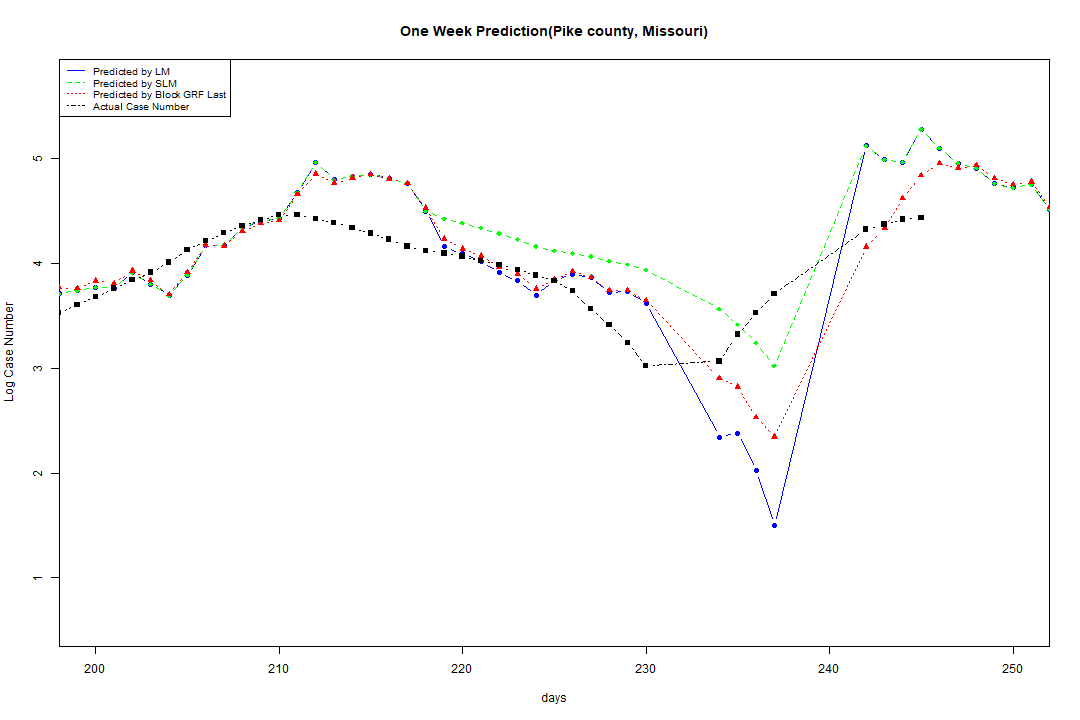 One Week Prediction(Pike county, Missouri)
Predicted by LM
Predicted by SLM
Predicted by Block GRF Last
Actual Case Number
5
4
3
2
1
Log Case Number
200 210 220 230 240 250
days